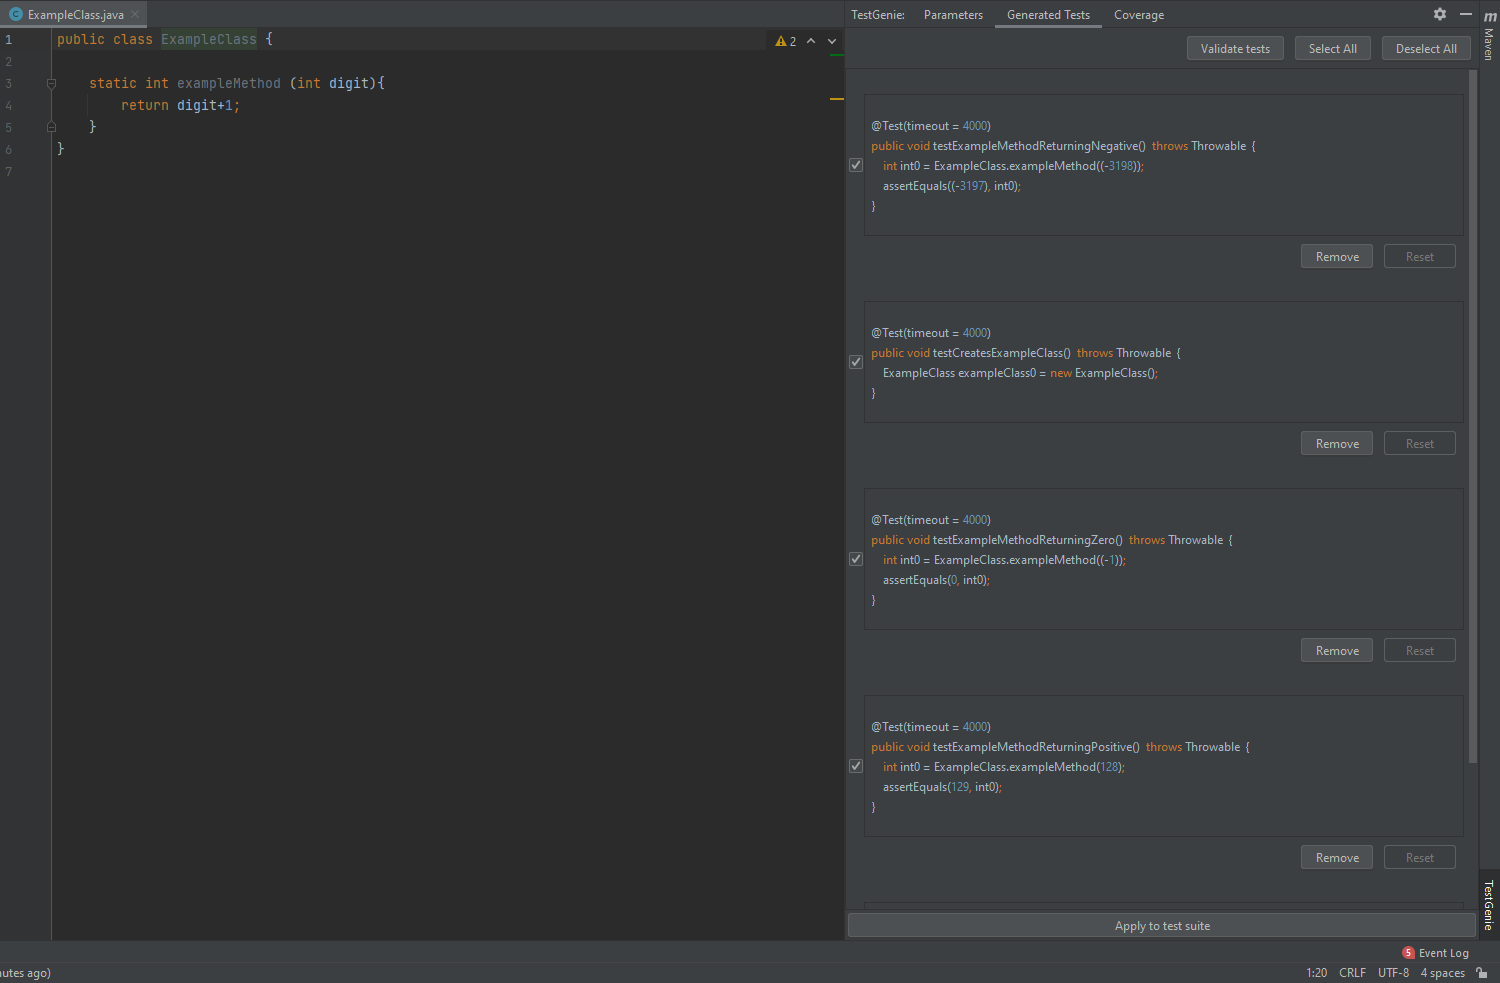 ExampleClass.java
TestGenie: Parameters Generated Tests Coverage
Validate tests Select All Deselect All
1 public class ExampleClass {
2
3 static int exampleMethod (int digit){
4 return digit+1;
5 }
6 }
7
2
@Test(timeout = 4000)
public void testExampleMethodReturningNegative() throws Throwable {
int int0 = ExampleClass.exampleMethod((-3198));
assertEquals((-3197), int0);
}
Remove Reset
@Test(timeout = 4000)
public void testCreatesExampleClass() throws Throwable {
ExampleClass exampleClass0 = new ExampleClass();
}
Remove Reset
@Test(timeout = 4000)
public void testExampleMethodReturningZero() throws Throwable {
int int0 = ExampleClass.exampleMethod((-1));
assertEquals(0, int0);
}
Remove Reset
@Test(timeout = 4000)
public void testExampleMethodReturningPositive() throws Throwable {
int int0 = ExampleClass.exampleMethod(128);
assertEquals(129, int0);
}
Remove Reset
Apply to test suite
m Maven
TestGenie
5 Event Log
nutes ago)
1:20 CRLF UTF-8 4 spaces